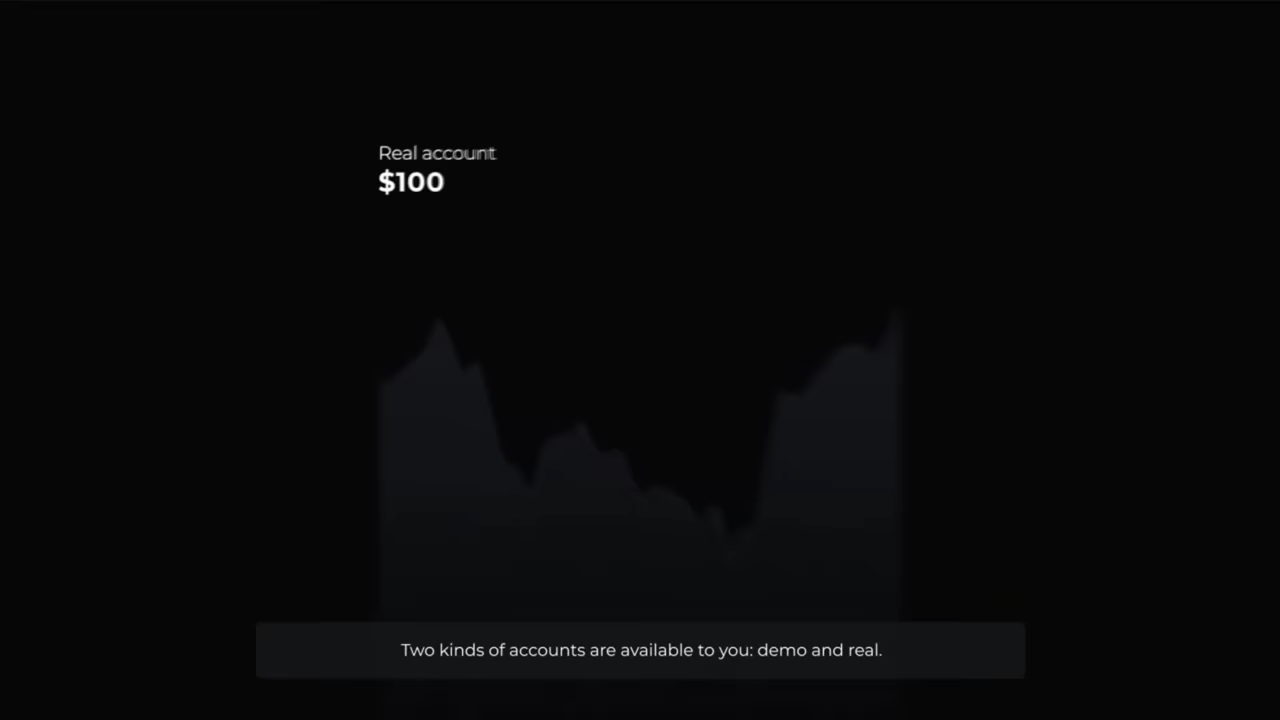 Real account
$100
Two kinds of accounts are available to you: demo and real.